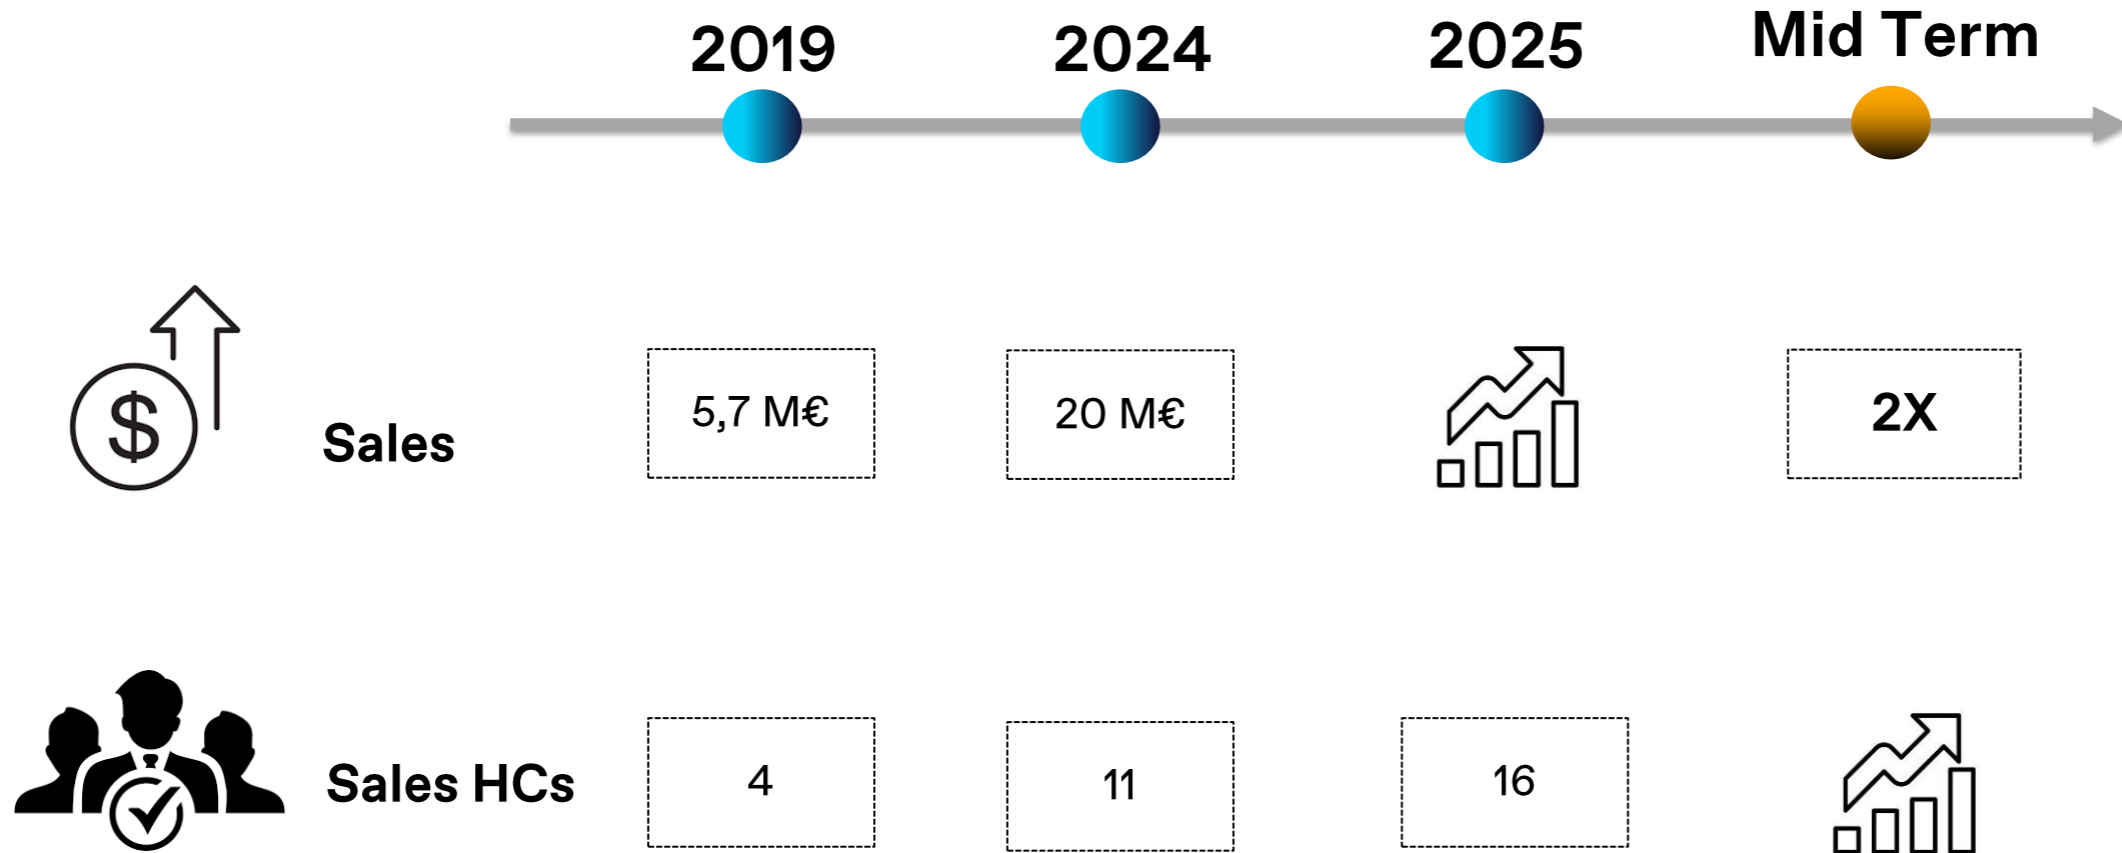 2019 2024 2025 Mid Term
$
Sales 5,7 M€ 20 M€ 2X
Sales HCs 4 11 16